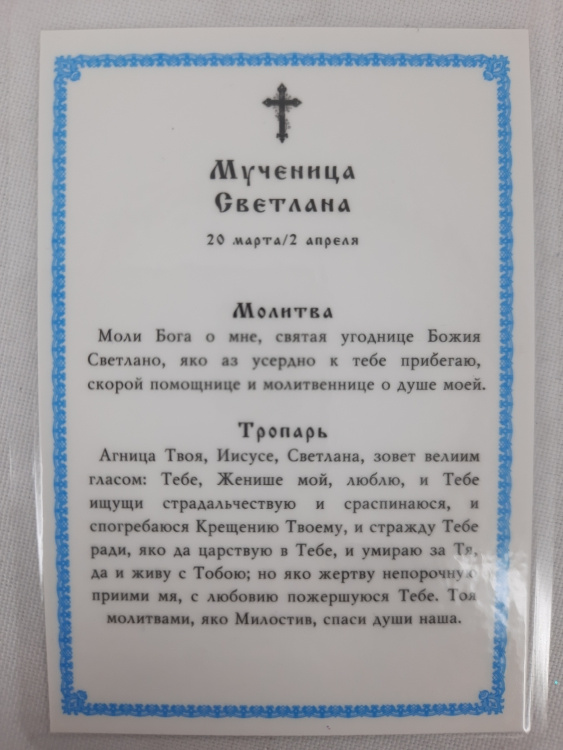 Мученица
Светлана
20 марта/2 апреля
Молитва
Моли Бога о мне, святая угоднице Божия
Светлано, яко аз усердно к тебе прибегаю,
скорой помощнице и молитвеннице о душе моей.
Тропарь
Агница Твоя, Иисусе, Светлана, зовет велиим
гласом: Тебе, Женише мой, люблю, и Тебе
ищущи страдальчествую и сраспинаюся, и
спогребаюся Крещению Твоему, и стражду Тебе
ради, яко да царствую в Тебе, и умираю за Тя,
да и живу с Тобою; но яко жертву непорочную
приими мя, с любовию пожершуюся Тебе. Тоя
молитвами, яко Милостив, спаси души наша.